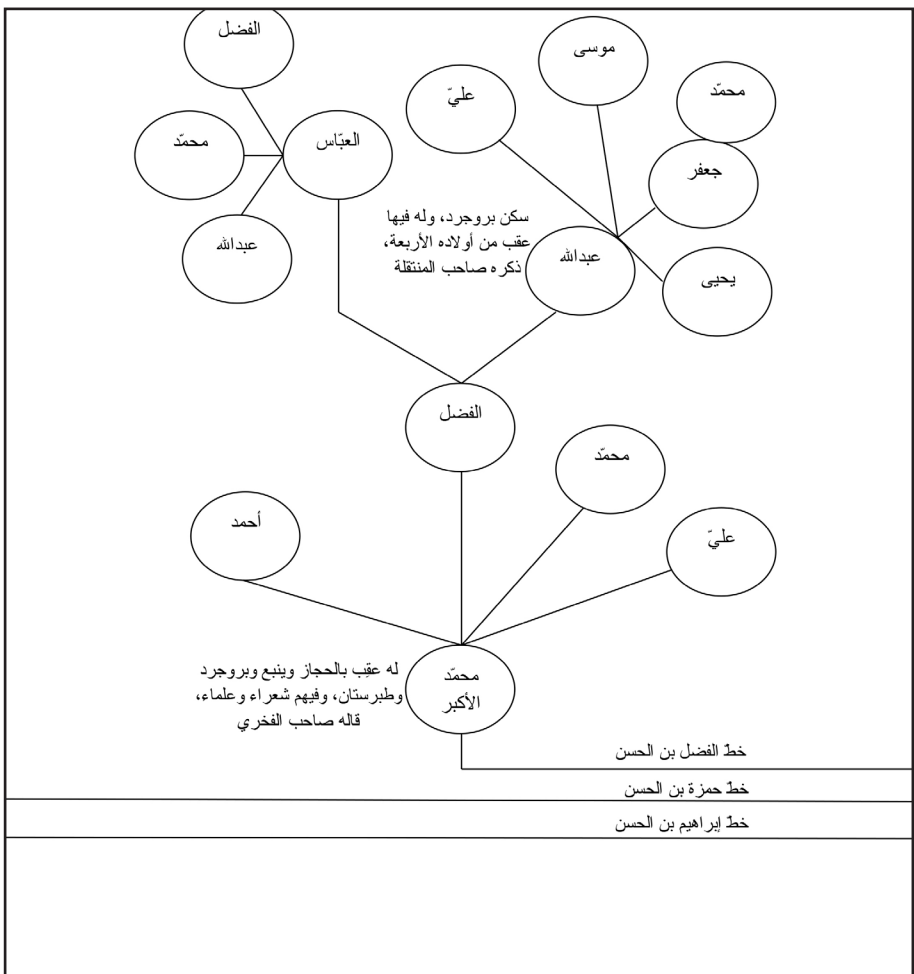 الفضل
موسى
محمّد
عليّ
العبّاس
محمّد
جعفر
سكن بروجرد، وله فيها
عقب من أولاده الأربعة،
ذكره صاحب المنتقلة
عبدالله
عبدالله
يحيى
الفضل
محمّد
أحمد
عليّ
محمّد
الأكبر
له عقب بالحجاز وينبع وبروجرد
وطبرستان، وفيهم شعراء وعلماء،
قاله صاحب الفخري
خطّ الفضل بن الحسن
خطّ حمزة بن الحسن
خطّ إبراهيم بن الحسن